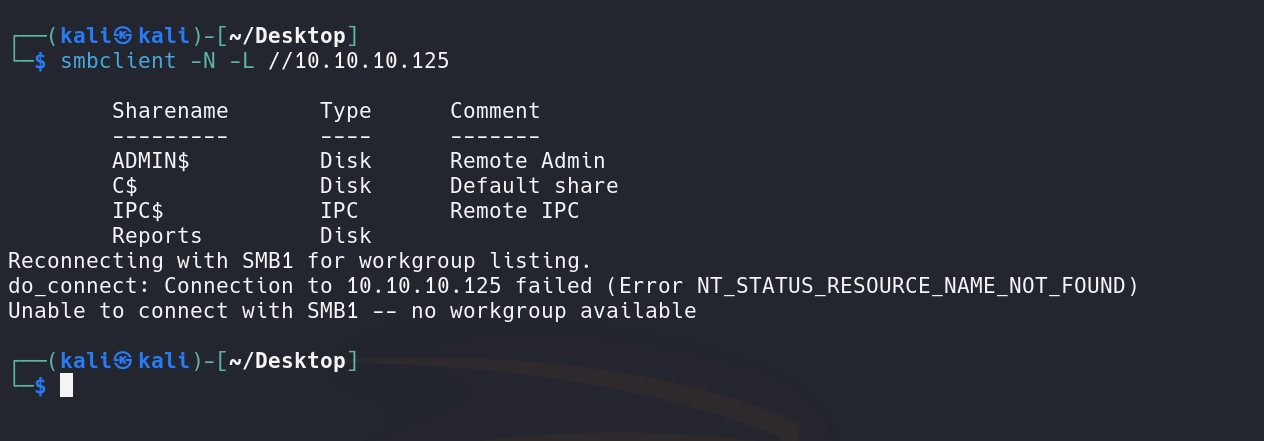 ┌──(kali㉿kali)-[~/Desktop]
└─$ smbclient -N -L //10.10.10.125
Sharename Type Comment
--------- ---- -------
ADMIN$ Disk Remote Admin
C$ Disk Default share
IPC$ IPC Remote IPC
Reports Disk
Reconnecting with SMB1 for workgroup listing.
do_connect: Connection to 10.10.10.125 failed (Error NT_STATUS_RESOURCE_NAME_NOT_FOUND)
Unable to connect with SMB1 -- no workgroup available
┌──(kali㉿kali)-[~/Desktop]
└─$